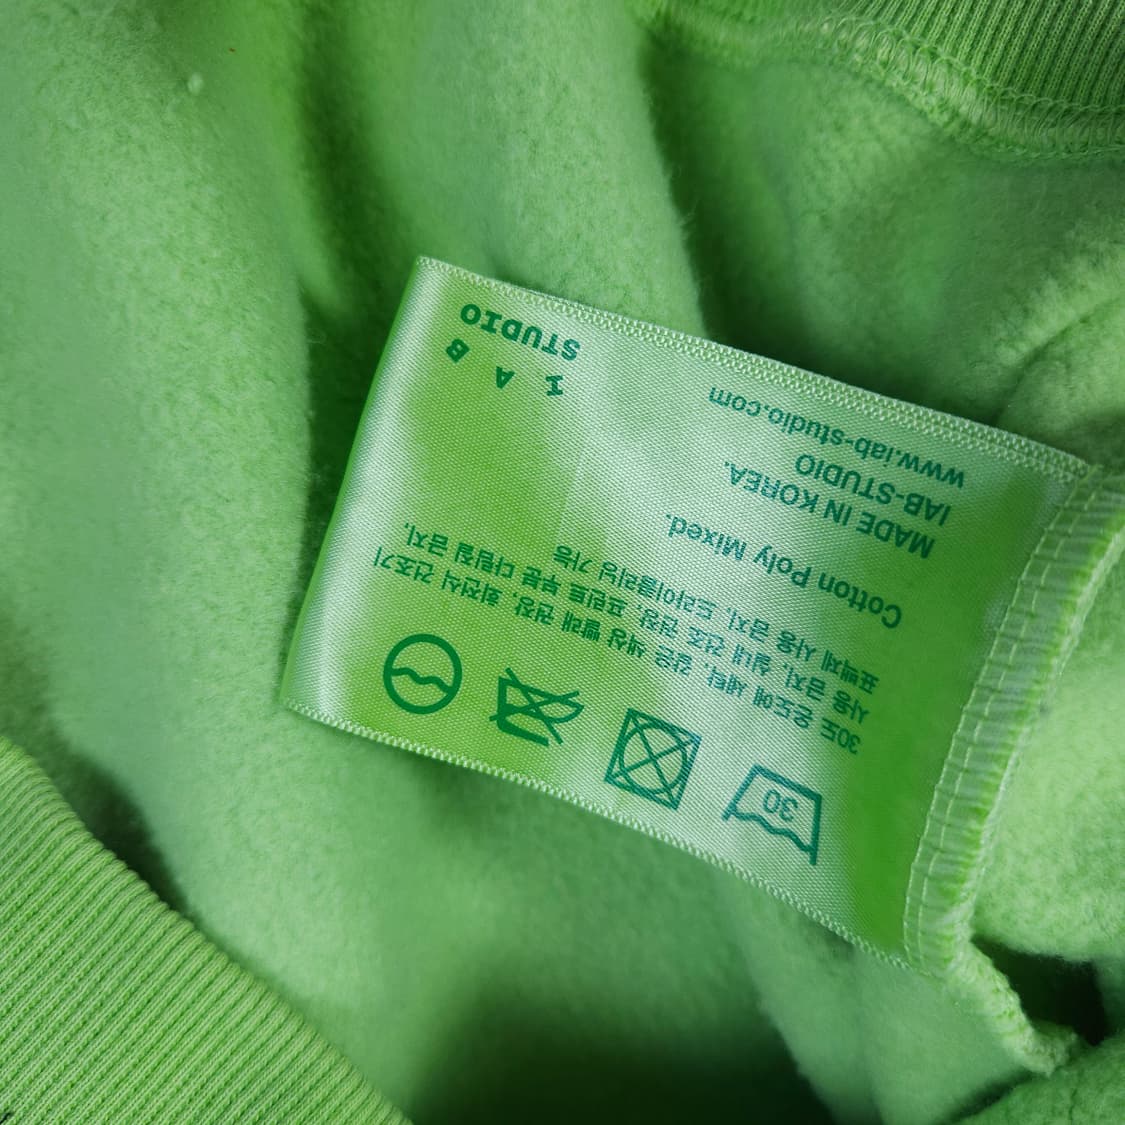 30
30도 온도에 세탁, 같은 색상 빨래 권장, 회전식 건조기
사용 금지, 실내 건조 권장, 프린트 부분 다림질 금지,
표백제 사용 금지, 드라이클리닝 가능
Cotton Poly Mixed.
MADE IN KOREA.
IAB-STUDIO
www.iab-studio.com
I A B
STUDIO